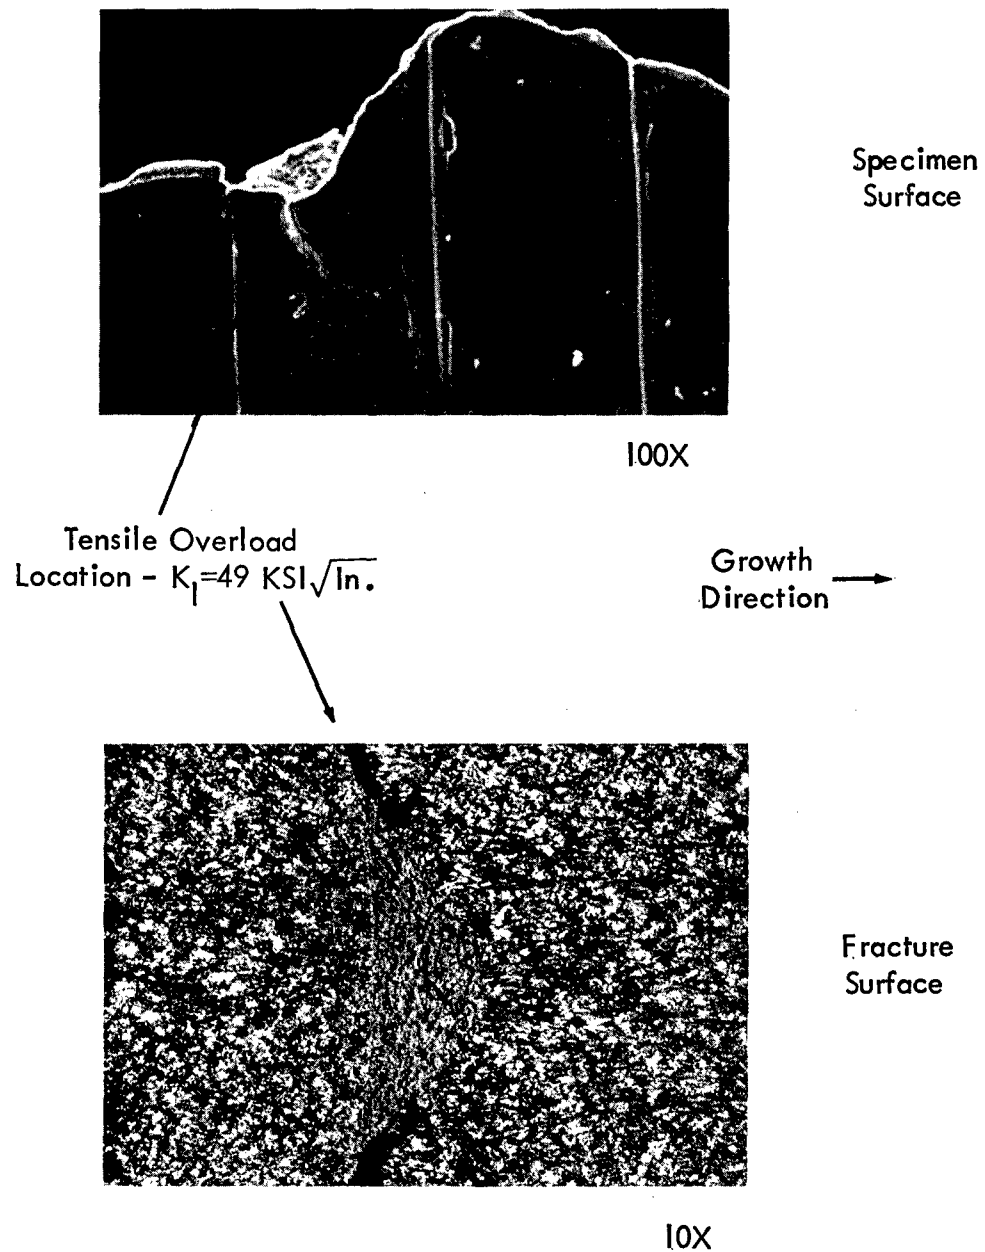 Specimen
Surface
100X
Tensile Overload
Location - K₁=49 KSI√In.
Growth
Direction
Fracture
Surface
10X